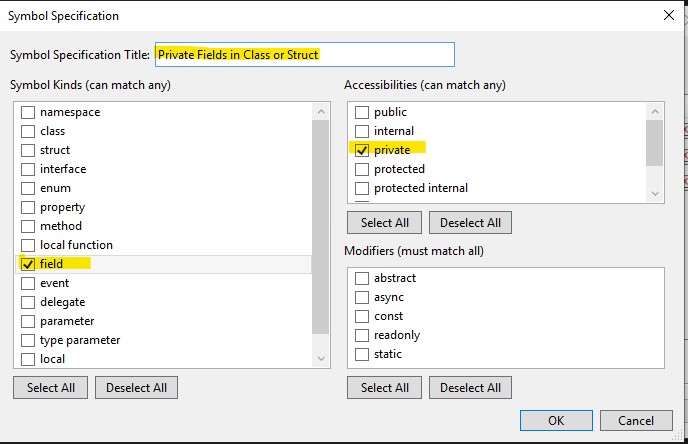 Symbol Specification
Symbol Specification Title: Private Fields in Class or Struct
Symbol Kinds (can match any)
namespace
class
struct
interface
enum
property
method
local function
field
event
delegate
parameter
type parameter
local
Select All Deselect All
Accessibilities (can match any)
public
internal
private
protected
protected internal
Select All Deselect All
Modifiers (must match all)
abstract
async
const
readonly
static
Select All Deselect All
OK Cancel